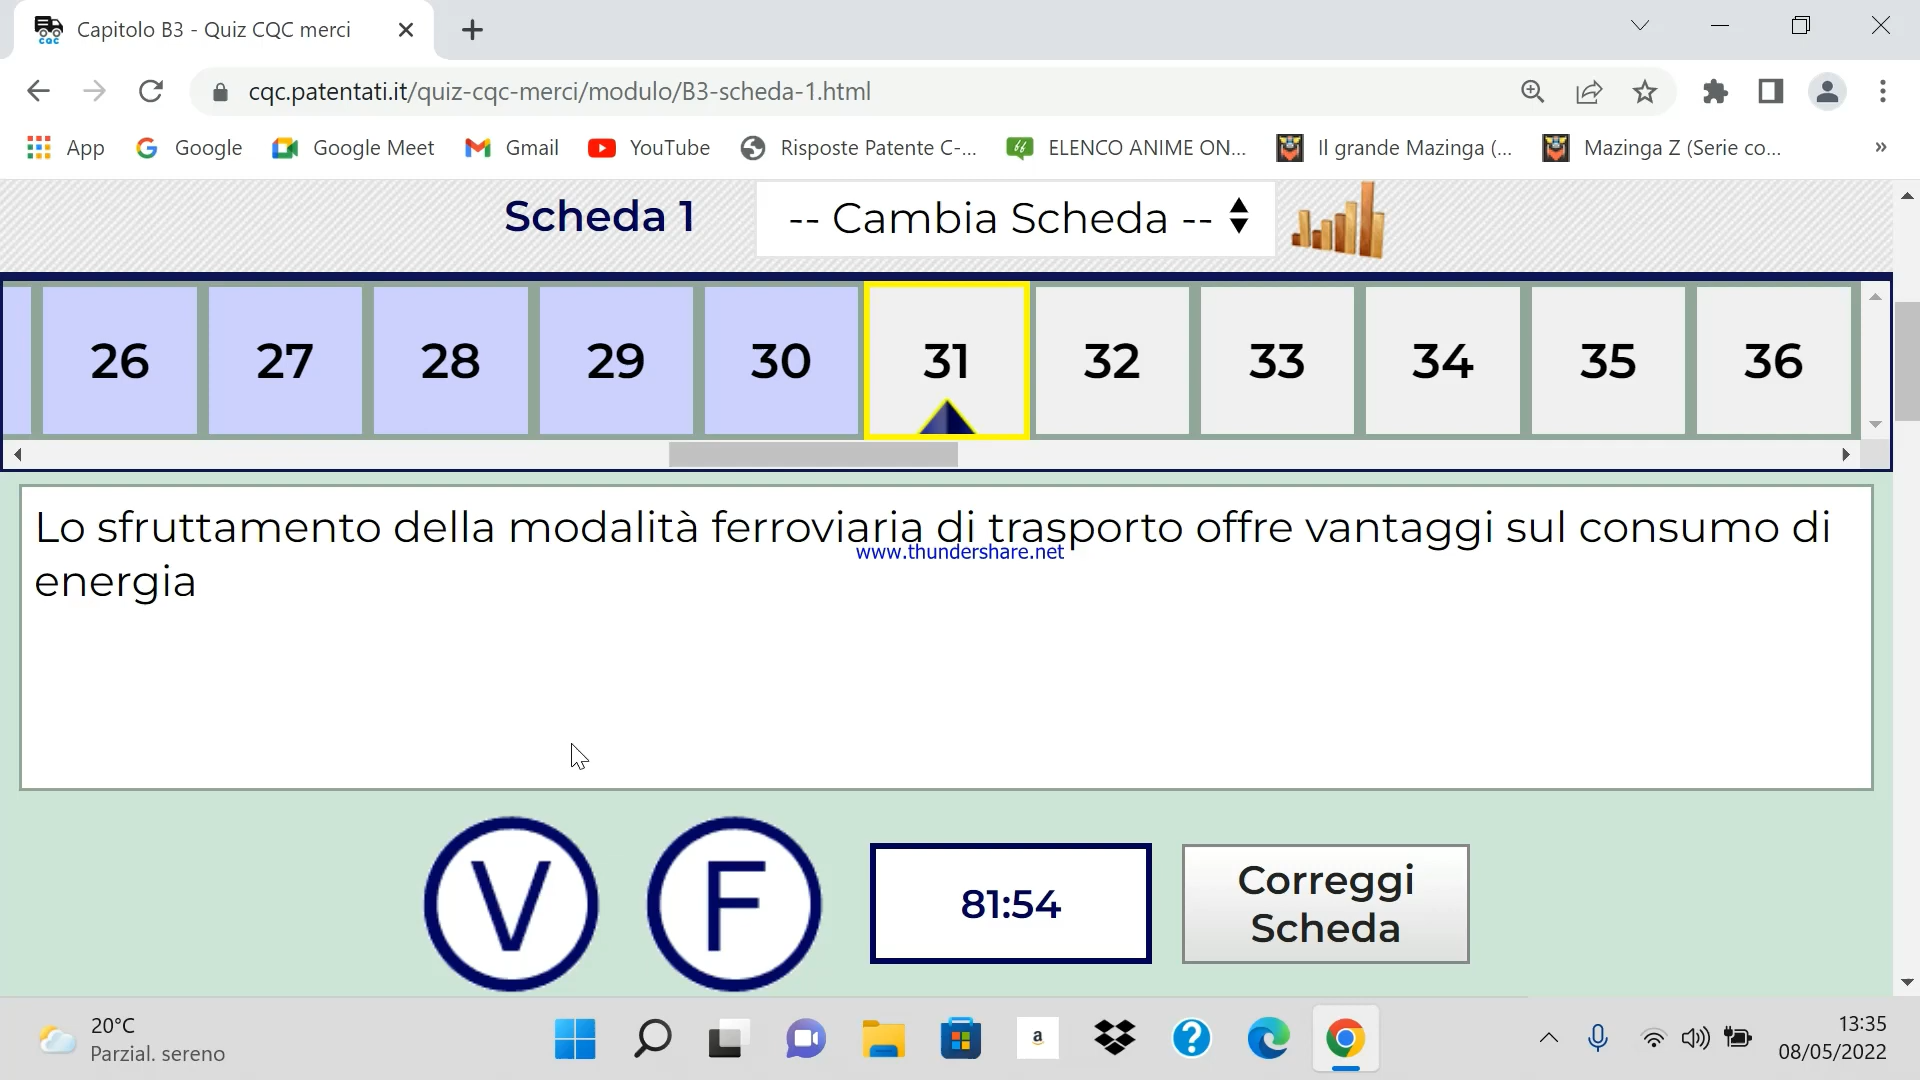 Capitolo B3 - Quiz CQC merci
cqc.patentati.it/quiz-cqc-merci/modulo/B3-scheda-1.html
App Google Google Meet Gmail YouTube Risposte Patente C-... ELENCO ANIME ON... Il grande Mazinga (... Mazinga Z (Serie co... »
Scheda 1 -- Cambia Scheda --
26 27 28 29 30 31 32 33 34 35 36
Lo sfruttamento della modalità ferroviaria di trasporto offre vantaggi sul consumo di
www.thundershare.net
energia
V F 81:54 Correggi
Scheda
20°C
Parzial. sereno
13:35
08/05/2022